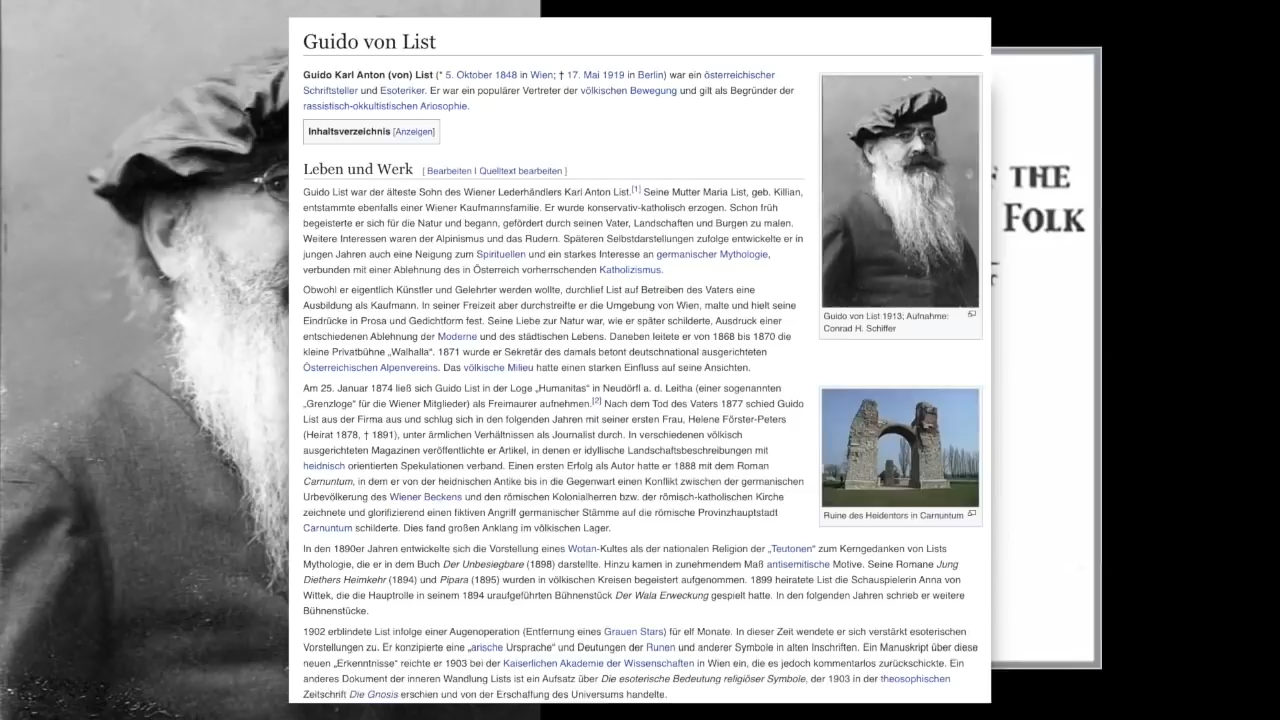 Guido von List
Guido Karl Anton (von) List (* 5. Oktober 1848 in Wien; † 17. Mai 1919 in Berlin) war ein österreichischer
Schriftsteller und Esoteriker. Er war ein populärer Vertreter der völkischen Bewegung und gilt als Begründer der
rassistisch-okkultistischen Ariosophie.
Inhaltsverzeichnis [Anzeigen]
Leben und Werk [ Bearbeiten | Quelltext bearbeiten ]
Guido List war der älteste Sohn des Wiener Lederhändlers Karl Anton List.[1] Seine Mutter Maria List, geb. Killian,
entstammte ebenfalls einer Wiener Kaufmannsfamilie. Er wurde konservativ-katholisch erzogen. Schon früh
begeisterte er sich für die Natur und begann, gefördert durch seinen Vater, Landschaften und Burgen zu malen.
Weitere Interessen waren der Alpinismus und das Rudern. Späteren Selbstdarstellungen zufolge entwickelte er in
jungen Jahren auch eine Neigung zum Spirituellen und ein starkes Interesse an germanischer Mythologie,
verbunden mit einer Ablehnung des in Österreich vorherrschenden Katholizismus.
Obwohl er eigentlich Künstler und Gelehrter werden wollte, durchlief List auf Betreiben des Vaters eine
Ausbildung als Kaufmann. In seiner Freizeit aber durchstreifte er die Umgebung von Wien, malte und hielt seine
Eindrücke in Prosa und Gedichtform fest. Seine Liebe zur Natur war, wie er später schilderte, Ausdruck einer
entschiedenen Ablehnung der Moderne und des städtischen Lebens. Daneben leitete er von 1868 bis 1870 die
kleine Privatbühne „Walhalla“. 1871 wurde er Sekretär des damals betont deutschnational ausgerichteten
Österreichischen Alpenvereins. Das völkische Milieu hatte einen starken Einfluss auf seine Ansichten.
Am 25. Januar 1874 ließ sich Guido List in der Loge „Humanitas“ in Neudörfl a. d. Leitha (einer sogenannten
„Grenzloge“ für die Wiener Mitglieder) als Freimaurer aufnehmen.[2] Nach dem Tod des Vaters 1877 schied Guido
List aus der Firma aus und schlug sich in den folgenden Jahren mit seiner ersten Frau, Helene Förster-Peters
(Heirat 1878, † 1891), unter ärmlichen Verhältnissen als Journalist durch. In verschiedenen völkisch
ausgerichteten Magazinen veröffentlichte er Artikel, in denen er idyllische Landschaftsbeschreibungen mit
heidnisch orientierten Spekulationen verband. Einen ersten Erfolg als Autor hatte er 1888 mit dem Roman
Carnuntum, in dem er von der heidnischen Antike bis in die Gegenwart einen Konflikt zwischen der germanischen
Urbevölkerung des Wiener Beckens und den römischen Kolonialherren bzw. der römisch-katholischen Kirche
zeichnete und glorifizierend einen fiktiven Angriff germanischer Stämme auf die römische Provinzhauptstadt
Carnuntum schilderte. Dies fand großen Anklang im völkischen Lager.
In den 1890er Jahren entwickelte sich die Vorstellung eines Wotan-Kultes als der nationalen Religion der „Teutonen“ zum Kerngedanken von Lists
Mythologie, die er in dem Buch Der Unbesiegbare (1898) darstellte. Hinzu kamen in zunehmendem Maß antisemitische Motive. Seine Romane Jung
Diethers Heimkehr (1894) und Pipara (1895) wurden in völkischen Kreisen begeistert aufgenommen. 1899 heiratete List die Schauspielerin Anna von
Wittek, die die Hauptrolle in seinem 1894 uraufgeführten Bühnenstück Der Wala Erweckung gespielt hatte. In den folgenden Jahren schrieb er weitere
Bühnenstücke.
1902 erblindete List infolge einer Augenoperation (Entfernung eines Grauen Stars) für elf Monate. In dieser Zeit wendete er sich verstärkt esoterischen
Vorstellungen zu. Er konzipierte eine „arische Ursprache“ und Deutungen der Runen und anderer Symbole in alten Inschriften. Ein Manuskript über diese
neuen „Erkenntnisse“ reichte er 1903 bei der Kaiserlichen Akademie der Wissenschaften in Wien ein, die es jedoch kommentarlos zurückschickte. Ein
anderes Dokument der inneren Wandlung Lists ist ein Aufsatz über Die esoterische Bedeutung religiöser Symbole, der 1903 in der theosophischen
Zeitschrift Die Gnosis erschien und von der Erschaffung des Universums handelte.
Guido von List 1913; Aufnahme:
Conrad H. Schiffer
Ruine des Heidentors in Carnuntum
THE
FOLK